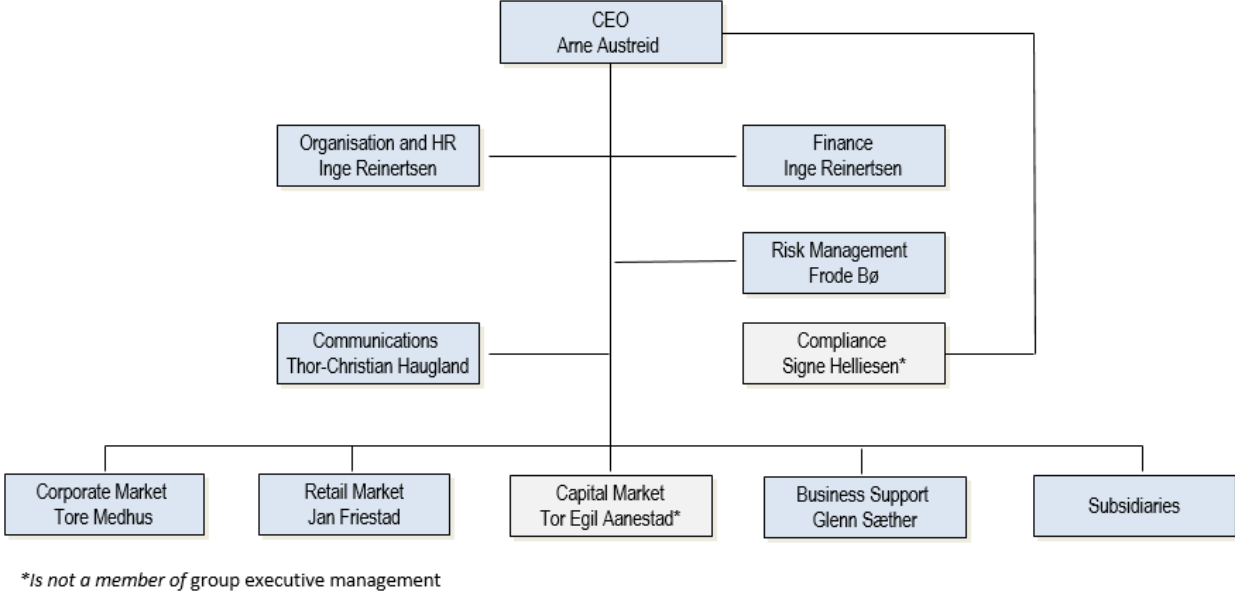 CEO
Arne Austreid
Organisation and HR
Inge Reinertsen
Finance
Inge Reinertsen
Risk Management
Frode Bø
Communications
Thor-Christian Haugland
Compliance
Signe Helliesen*
Corporate Market
Tore Medhus
Retail Market
Jan Friestad
Capital Market
Tor Egil Aanestad*
Business Support
Glenn Sæther
Subsidiaries
*Is not a member of group executive management